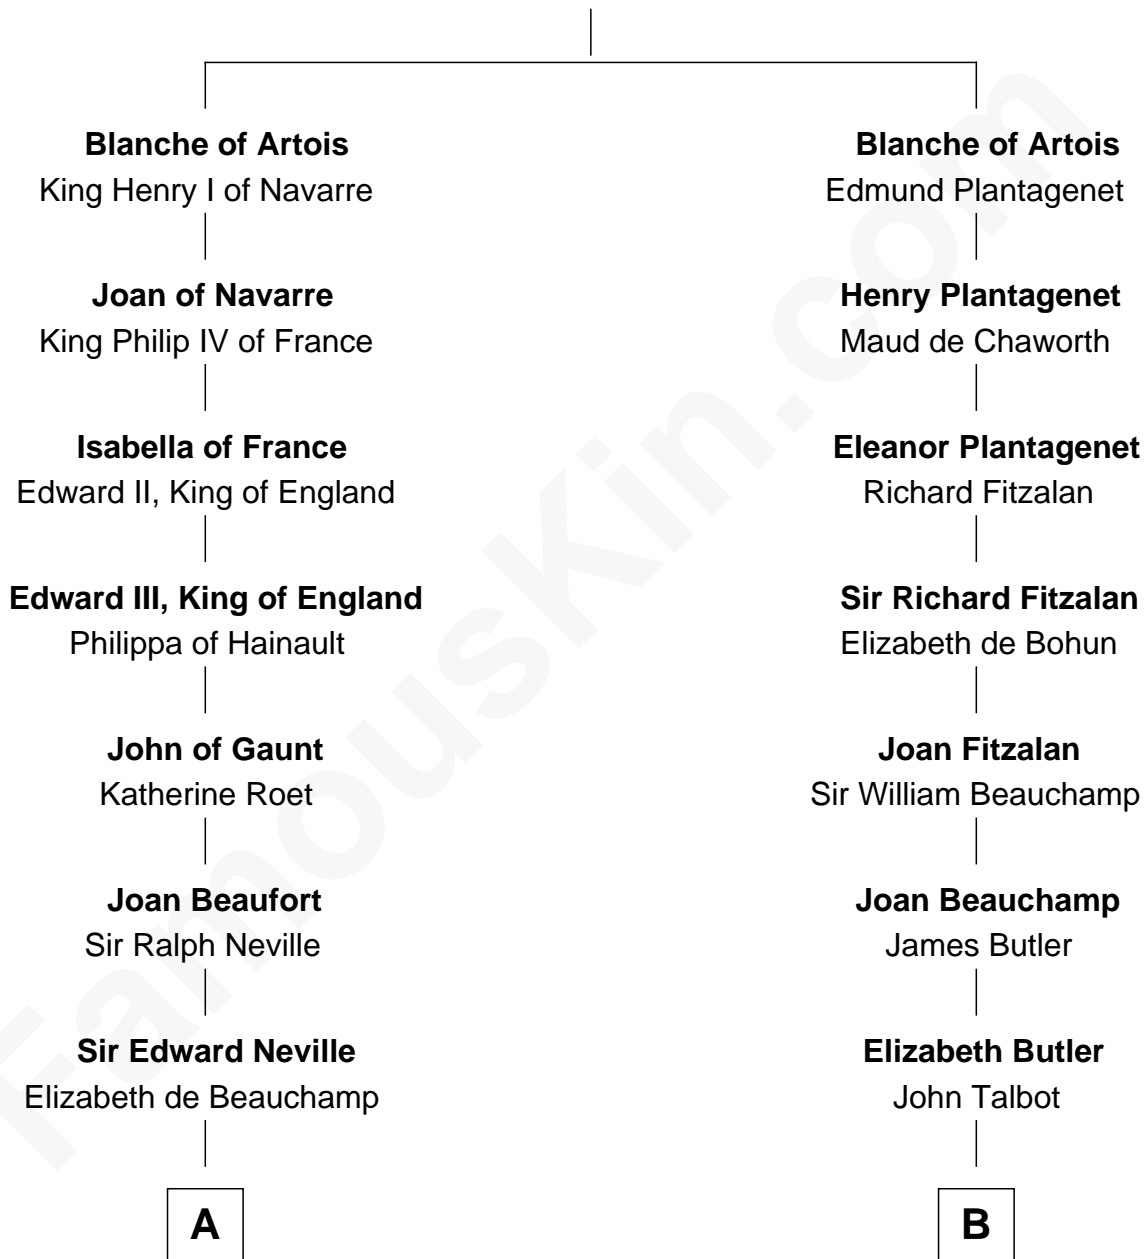 Blanche of Artois
King Henry I of Navarre
Joan of Navarre
King Philip IV of France
Isabella of France
Edward II, King of England
Edward III, King of England
Philippa of Hainault
John of Gaunt
Katherine Roet
Joan Beaufort
Sir Ralph Neville
Sir Edward Neville
Elizabeth de Beauchamp
A
Blanche of Artois
Edmund Plantagenet
Henry Plantagenet
Maud de Chaworth
Eleanor Plantagenet
Richard Fitzalan
Sir Richard Fitzalan
Elizabeth de Bohun
Joan Fitzalan
Sir William Beauchamp
Joan Beauchamp
James Butler
Elizabeth Butler
John Talbot
B
FamousKin.com